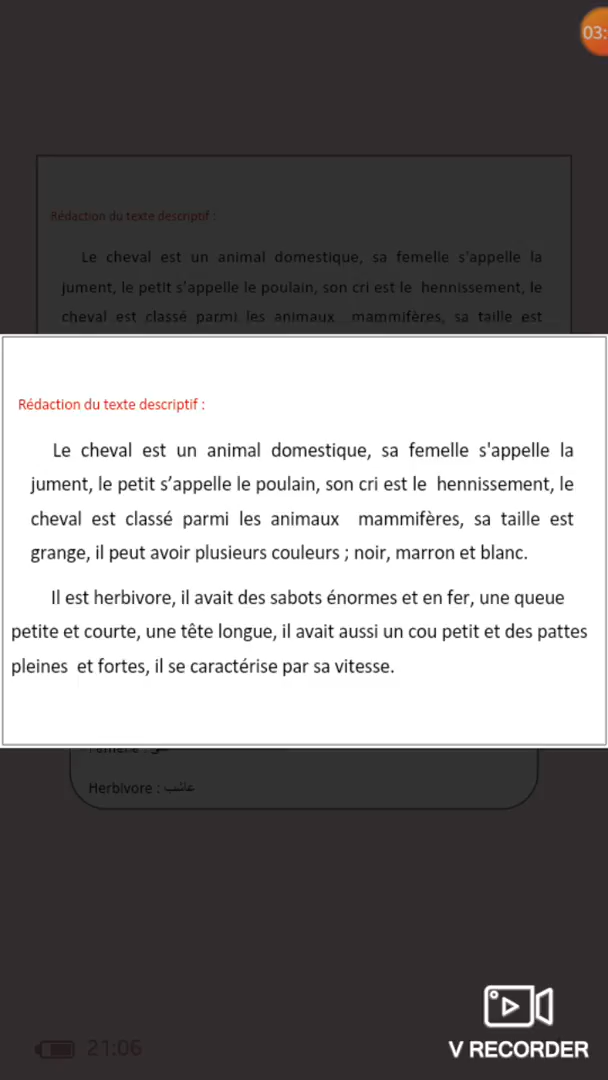 03:
Rédaction du texte descriptif :
Le cheval est un animal domestique, sa femelle s'appelle la
jument, le petit s'appelle le poulain, son cri est le hennissement, le
cheval est classé parmi les animaux mammifères, sa taille est
Rédaction du texte descriptif :
Le cheval est un animal domestique, sa femelle s'appelle la
jument, le petit s’appelle le poulain, son cri est le hennissement, le
cheval est classé parmi les animaux mammifères, sa taille est
grange, il peut avoir plusieurs couleurs ; noir, marron et blanc.
Il est herbivore, il avait des sabots énormes et en fer, une queue
petite et courte, une tête longue, il avait aussi un cou petit et des pattes
pleines et fortes, il se caractérise par sa vitesse.
Herbivore : عاشب
21:06
V RECORDER